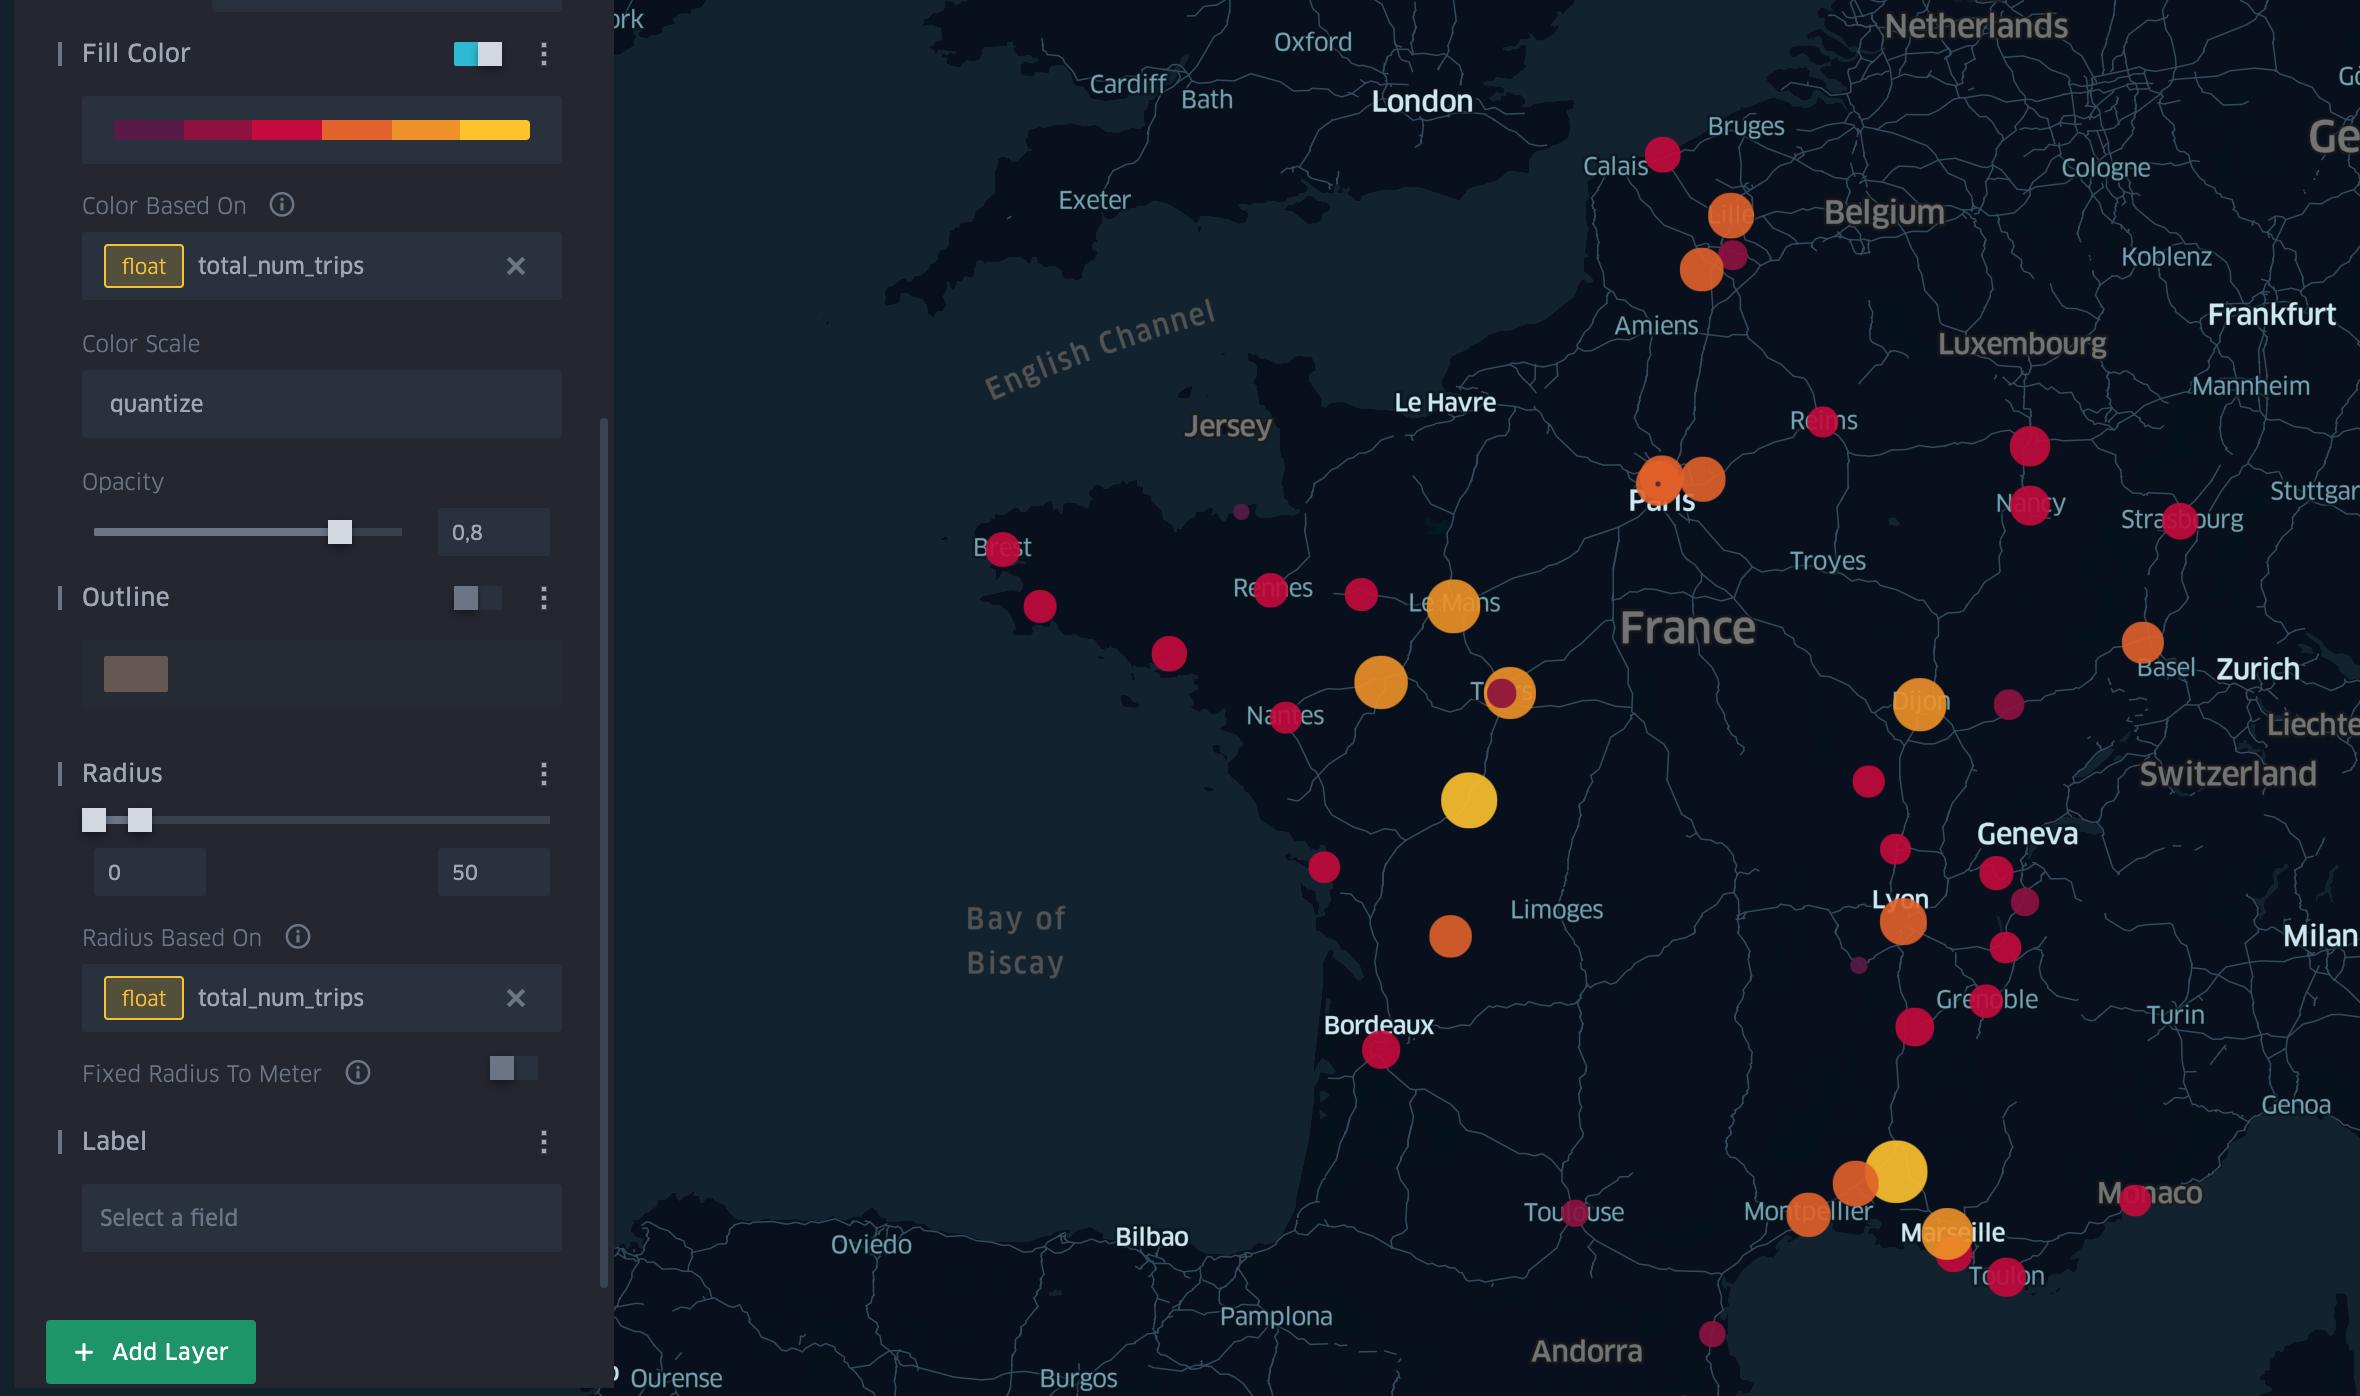 Fill Color
Color Based On
float total_num_trips
Color Scale
quantize
Opacity
0,8
Outline
Radius
0
50
Radius Based On
float total_num_trips
Fixed Radius To Meter
Label
Select a field
+ Add Layer
Netherlands
Oxford
Cardiff
Bath
London
Bruges
Calais
Cologne
Exeter
Lille
Belgium
Koblenz
English Channel
Amiens
Frankfurt
Luxembourg
Mannheim
Le Havre
Jersey
Reims
Paris
Nancy
Strasbourg
Stuttgar
Brest
Troyes
Rennes
Le Mans
France
Basel
Zurich
Tours
Nantes
Dijon
Liechte
Switzerland
Geneva
Lyon
Limoges
Bay of
Biscay
Milan
Grenoble
Bordeaux
Turin
Genoa
Monaco
Toulouse
Montpellier
Marseille
Bilbao
Oviedo
Toulon
Pamplona
Andorra
Ourense
Burgos